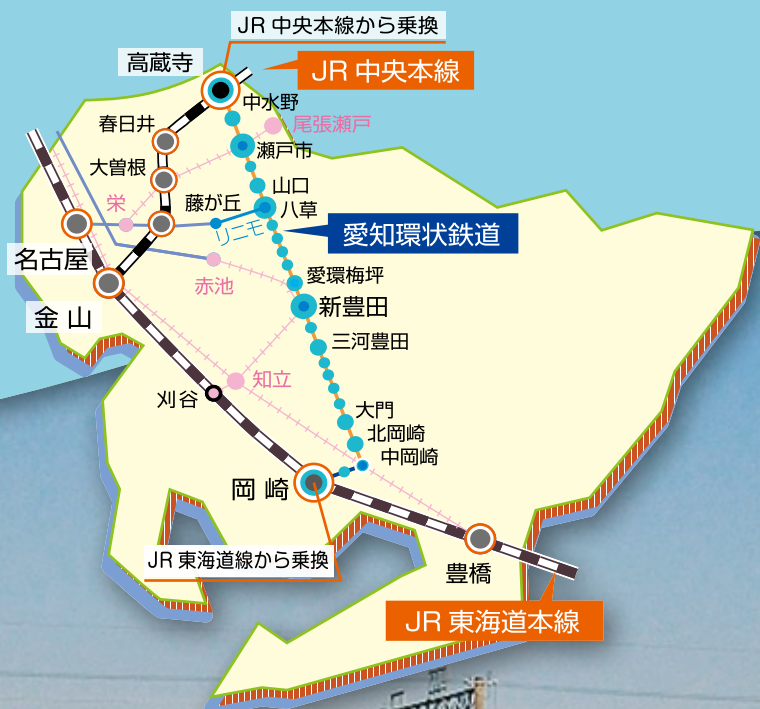 JR 中央本線から乗換
高蔵寺
JR 中央本線
中水野
春日井
尾張瀬戸
瀬戸市
大曽根
山口
藤が丘
栄
八草
リニモ
愛知環状鉄道
名古屋
愛環梅坪
赤池
新豊田
金山
三河豊田
知立
刈谷
大門
北岡崎
中岡崎
岡崎
JR 東海道線から乗換
豊橋
JR 東海道本線